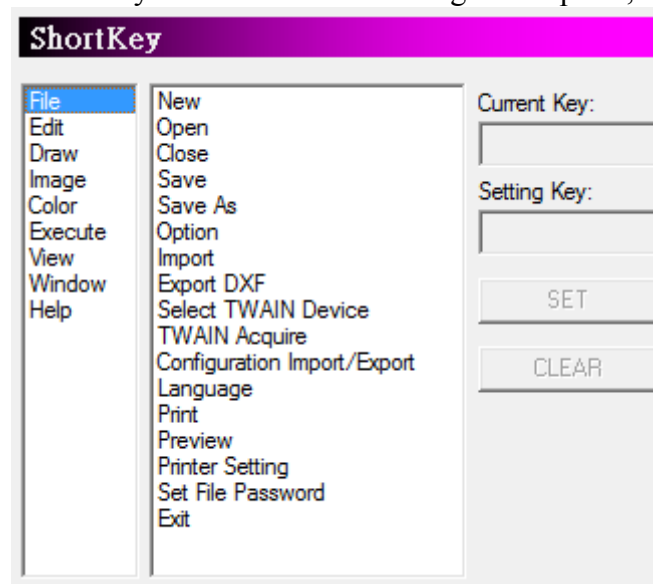 ShortKey
File
Edit
Draw
Image
Color
Execute
View
Window
Help
New
Open
Close
Save
Save As
Option
Import
Export DXF
Select TWAIN Device
TWAIN Acquire
Configuration Import/Export
Language
Print
Preview
Printer Setting
Set File Password
Exit
Current Key:
Setting Key:
SET
CLEAR